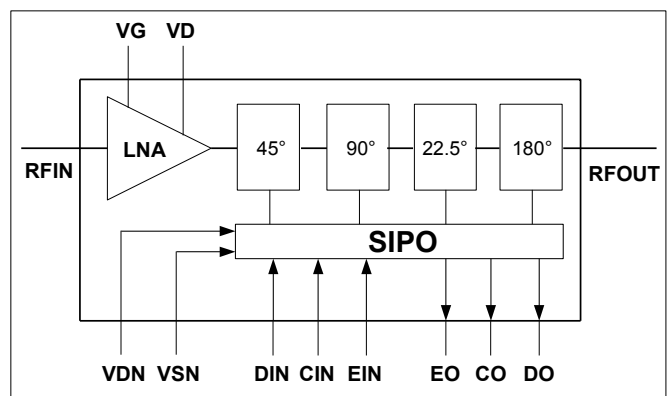 VG VD
LNA 45° 90° 22.5° 180°
RFIN RFOUT
SIPO
VDN VSN DIN CIN EIN EO CO DO